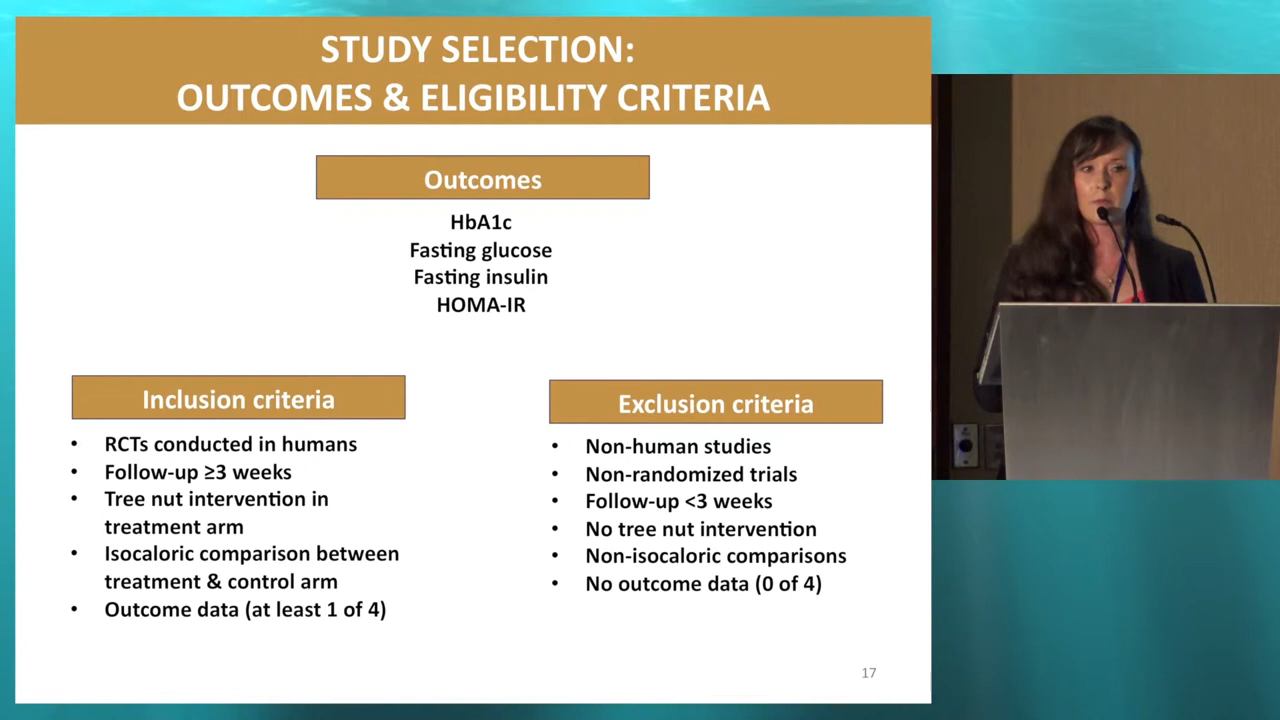 STUDY SELECTION:
OUTCOMES & ELIGIBILITY CRITERIA
Outcomes
HbA1c
Fasting glucose
Fasting insulin
HOMA-IR
Inclusion criteria
• RCTs conducted in humans
• Follow-up ≥3 weeks
• Tree nut intervention in
treatment arm
• Isocaloric comparison between
treatment & control arm
• Outcome data (at least 1 of 4)
Exclusion criteria
• Non-human studies
• Non-randomized trials
• Follow-up <3 weeks
• No tree nut intervention
• Non-isocaloric comparisons
• No outcome data (0 of 4)
17